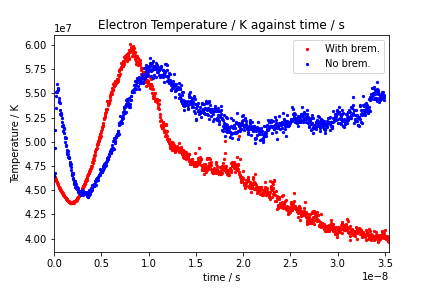 Electron Temperature / K against time / s
1e7
6.00
5.75
5.50
5.25
5.00
4.75
4.50
4.25
4.00
Temperature / K
With brem.
No brem.
0.0 0.5 1.0 1.5 2.0 2.5 3.0 3.5
time / s
1e−8